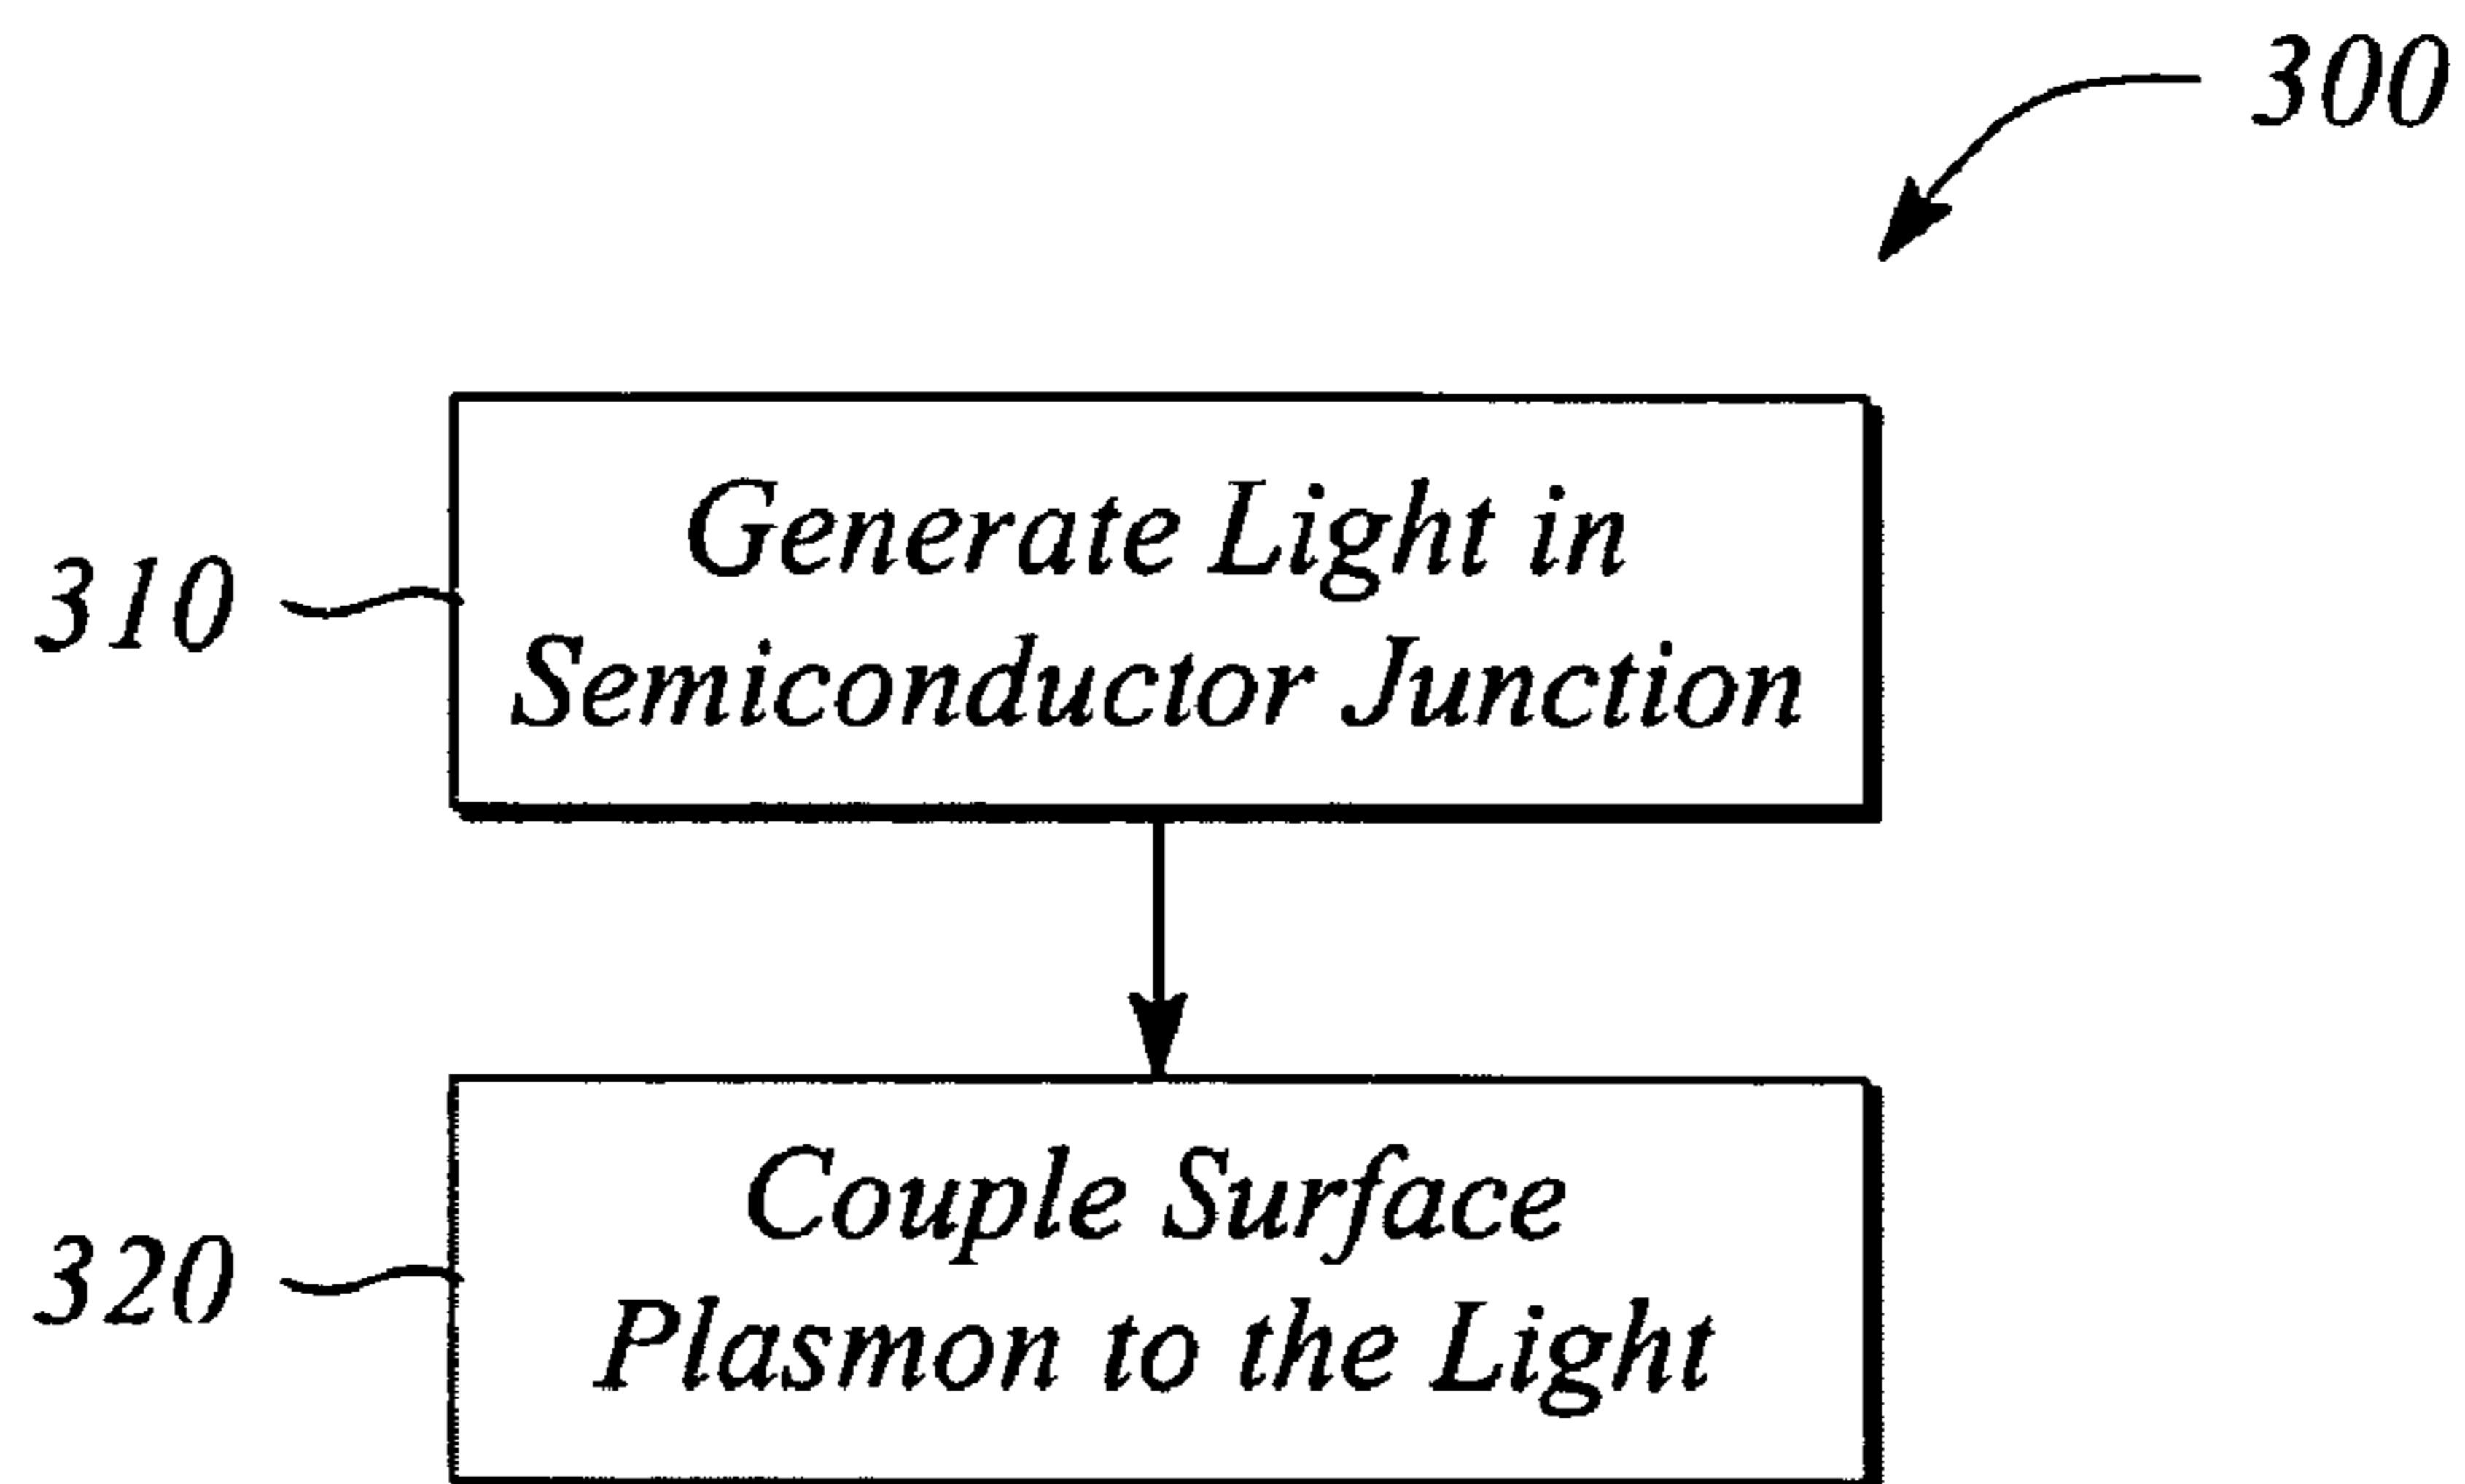 300
310
Generate Light in
Semiconductor Junction
320
Couple Surface
Plasmon to the Light